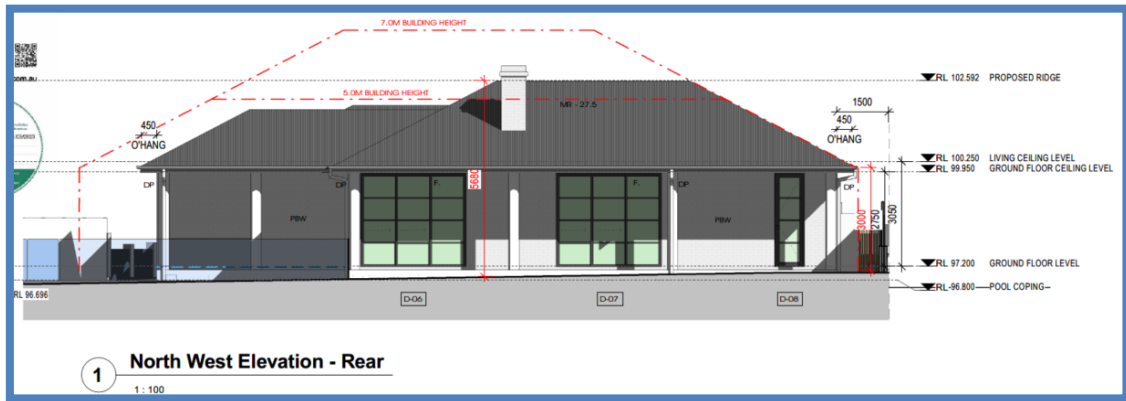 7.0M BUILDING HEIGHT
om.au
RL 102.592 PROPOSED RIDGE
5.0M BUILDING HEIGHT
MR - 27.5
1500
450
O'HANG
450
O'HANG
RL 100.250 LIVING CEILING LEVEL
RL 99.950 GROUND FLOOR CEILING LEVEL
DP
DP
F.
F.
DP
DP
5680
PBW
PBW
3000
2750
3050
RL 97.200 GROUND FLOOR LEVEL
RL 96.800 POOL COPING
RL 96.696
D-06
D-07
D-08
1
North West Elevation - Rear
1 : 100